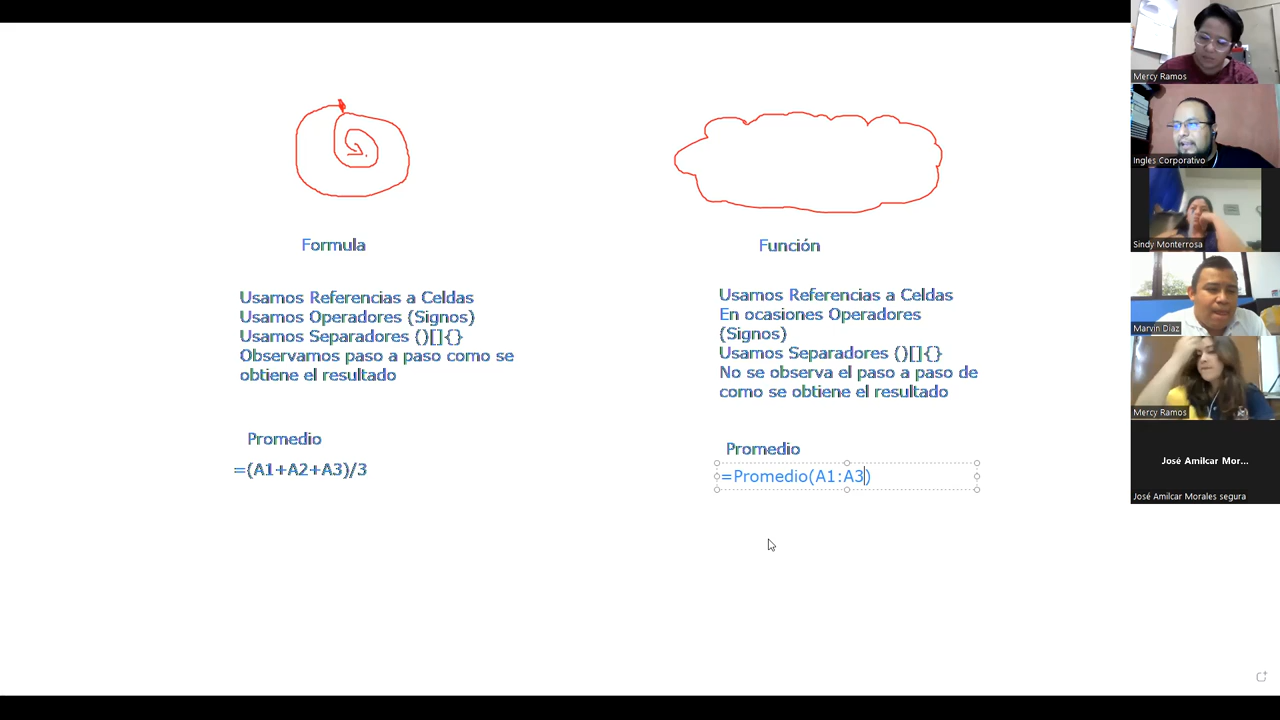 Formula
Usamos Referencias a Celdas
Usamos Operadores (Signos)
Usamos Separadores ()[]{}
Observamos paso a paso como se
obtiene el resultado
Promedio
=(A1+A2+A3)/3
Función
Usamos Referencias a Celdas
En ocasiones Operadores
(Signos)
Usamos Separadores ()[]{}
No se observa el paso a paso de
como se obtiene el resultado
Promedio
=Promedio(A1:A3)
Mercy Ramos
Ingles Corporativo
Sindy Monterrosa
Marvin Diaz
Mercy Ramos
José Amilcar Mor...
José Amilcar Morales segura